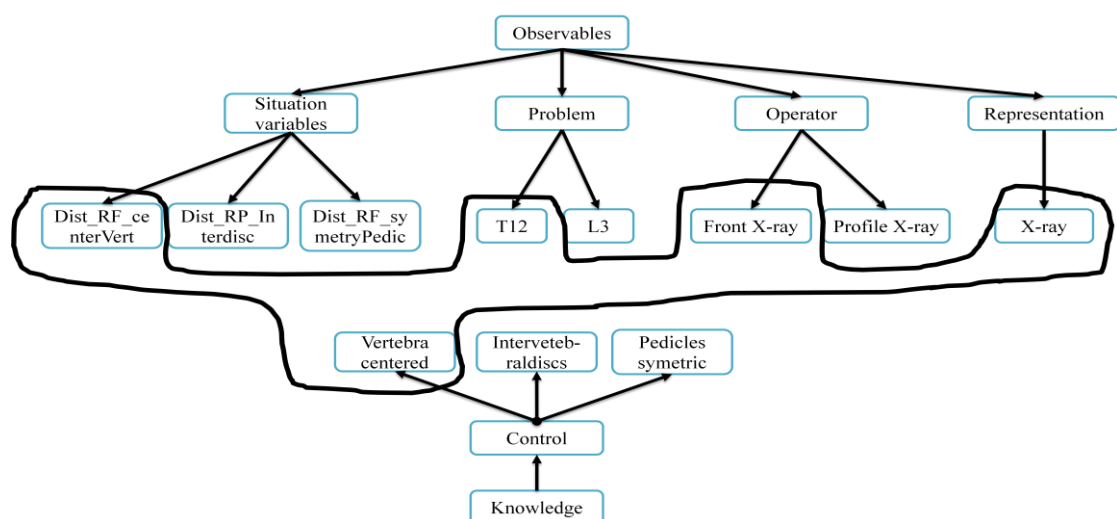 Observables
Situation
variables
Problem
Operator
Representation
Dist_RF_ce
nterVert
Dist_RP_In
terdisc
Dist_RF_sy
metryPedic
T12
L3
Front X-ray
Profile X-ray
X-ray
Vertebra
centered
Interveteb-
raldiscs
Pedicles
symetric
Control
Knowledge